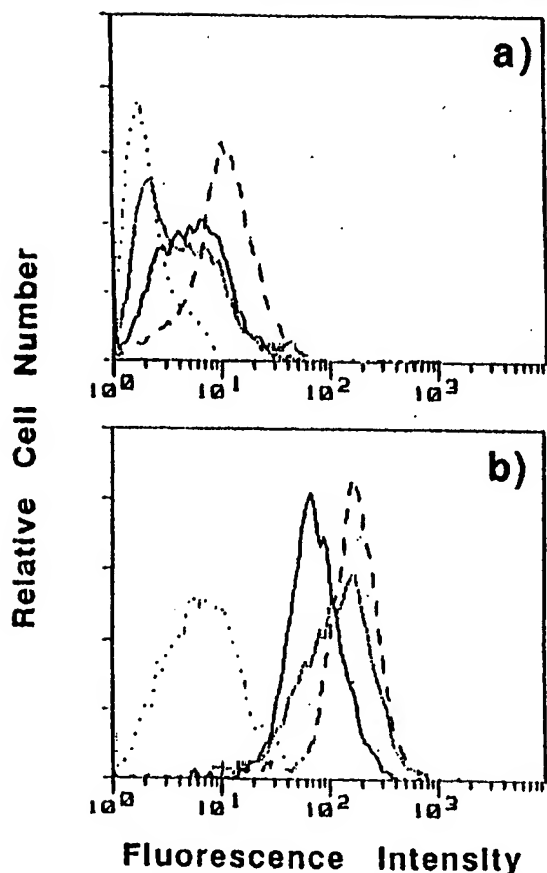 a)
10⁰ 10¹ 10² 10³
b)
10⁰ 10¹ 10² 10³
Relative Cell Number
Fluorescence Intensity